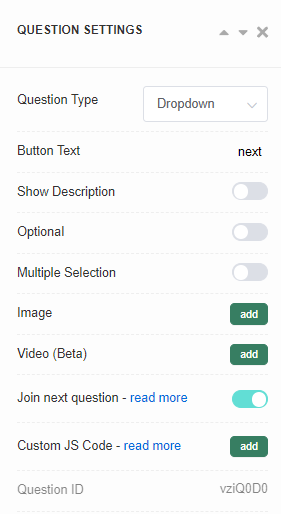 QUESTION SETTINGS
Question Type Dropdown
Button Text next
Show Description
Optional
Multiple Selection
Image add
Video (Beta) add
Join next question - read more
Custom JS Code - read more add
Question ID vziQ0D0